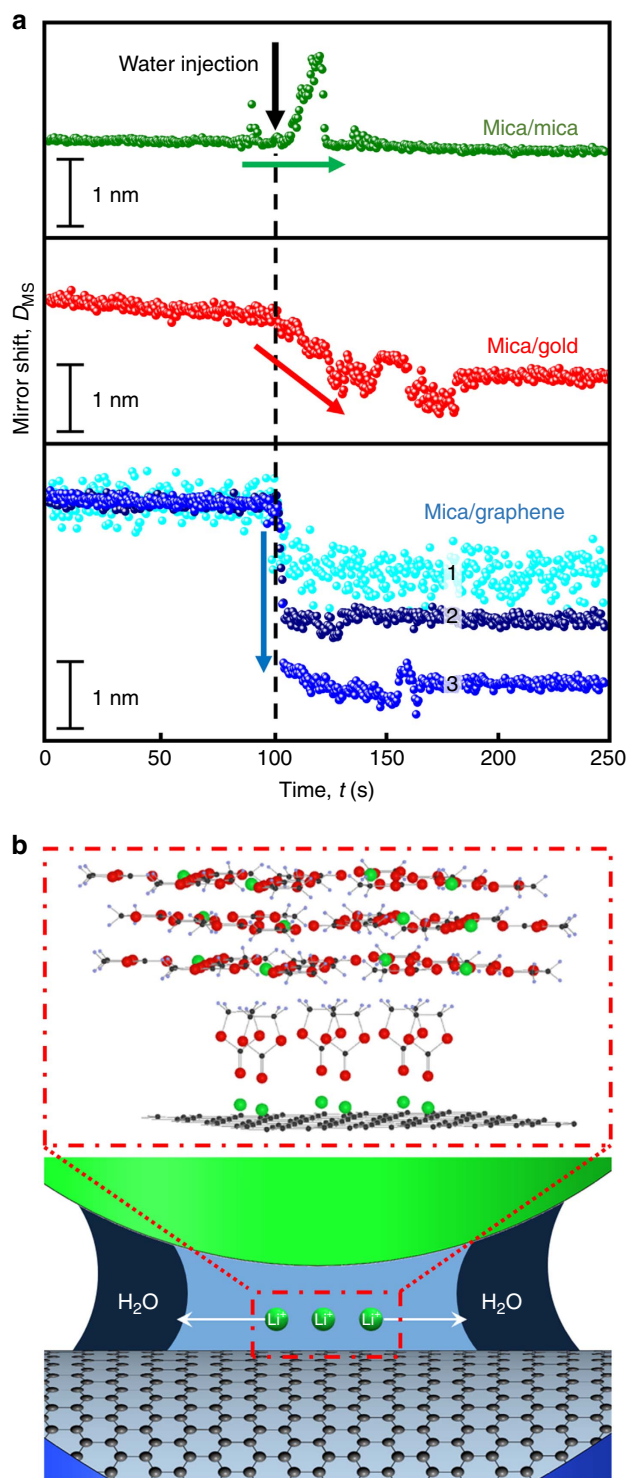 a
Water injection
Mica/mica
1 nm
Mica/gold
1 nm
Mica/graphene
1
2
3
1 nm
Mirror shift, D_MS
0 50 100 150 200 250
Time, t (s)
b
H₂O
Li⁺ Li⁺ Li⁺
H₂O